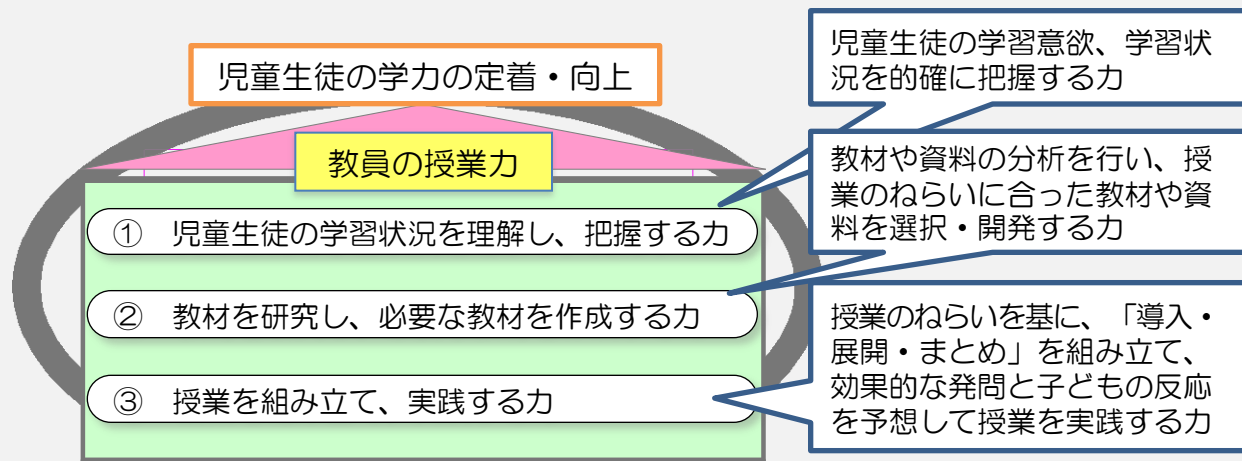 児童生徒の学力の定着・向上
教員の授業力
① 児童生徒の学習状況を理解し、把握する力
② 教材を研究し、必要な教材を作成する力
③ 授業を組み立て、実践する力
児童生徒の学習意欲、学習状
況を的確に把握する力
教材や資料の分析を行い、授
業のねらいに合った教材や資
料を選択・開発する力
授業のねらいを基に、「導入・
展開・まとめ」を組み立て、
効果的な発問と子どもの反応
を予想して授業を実践する力